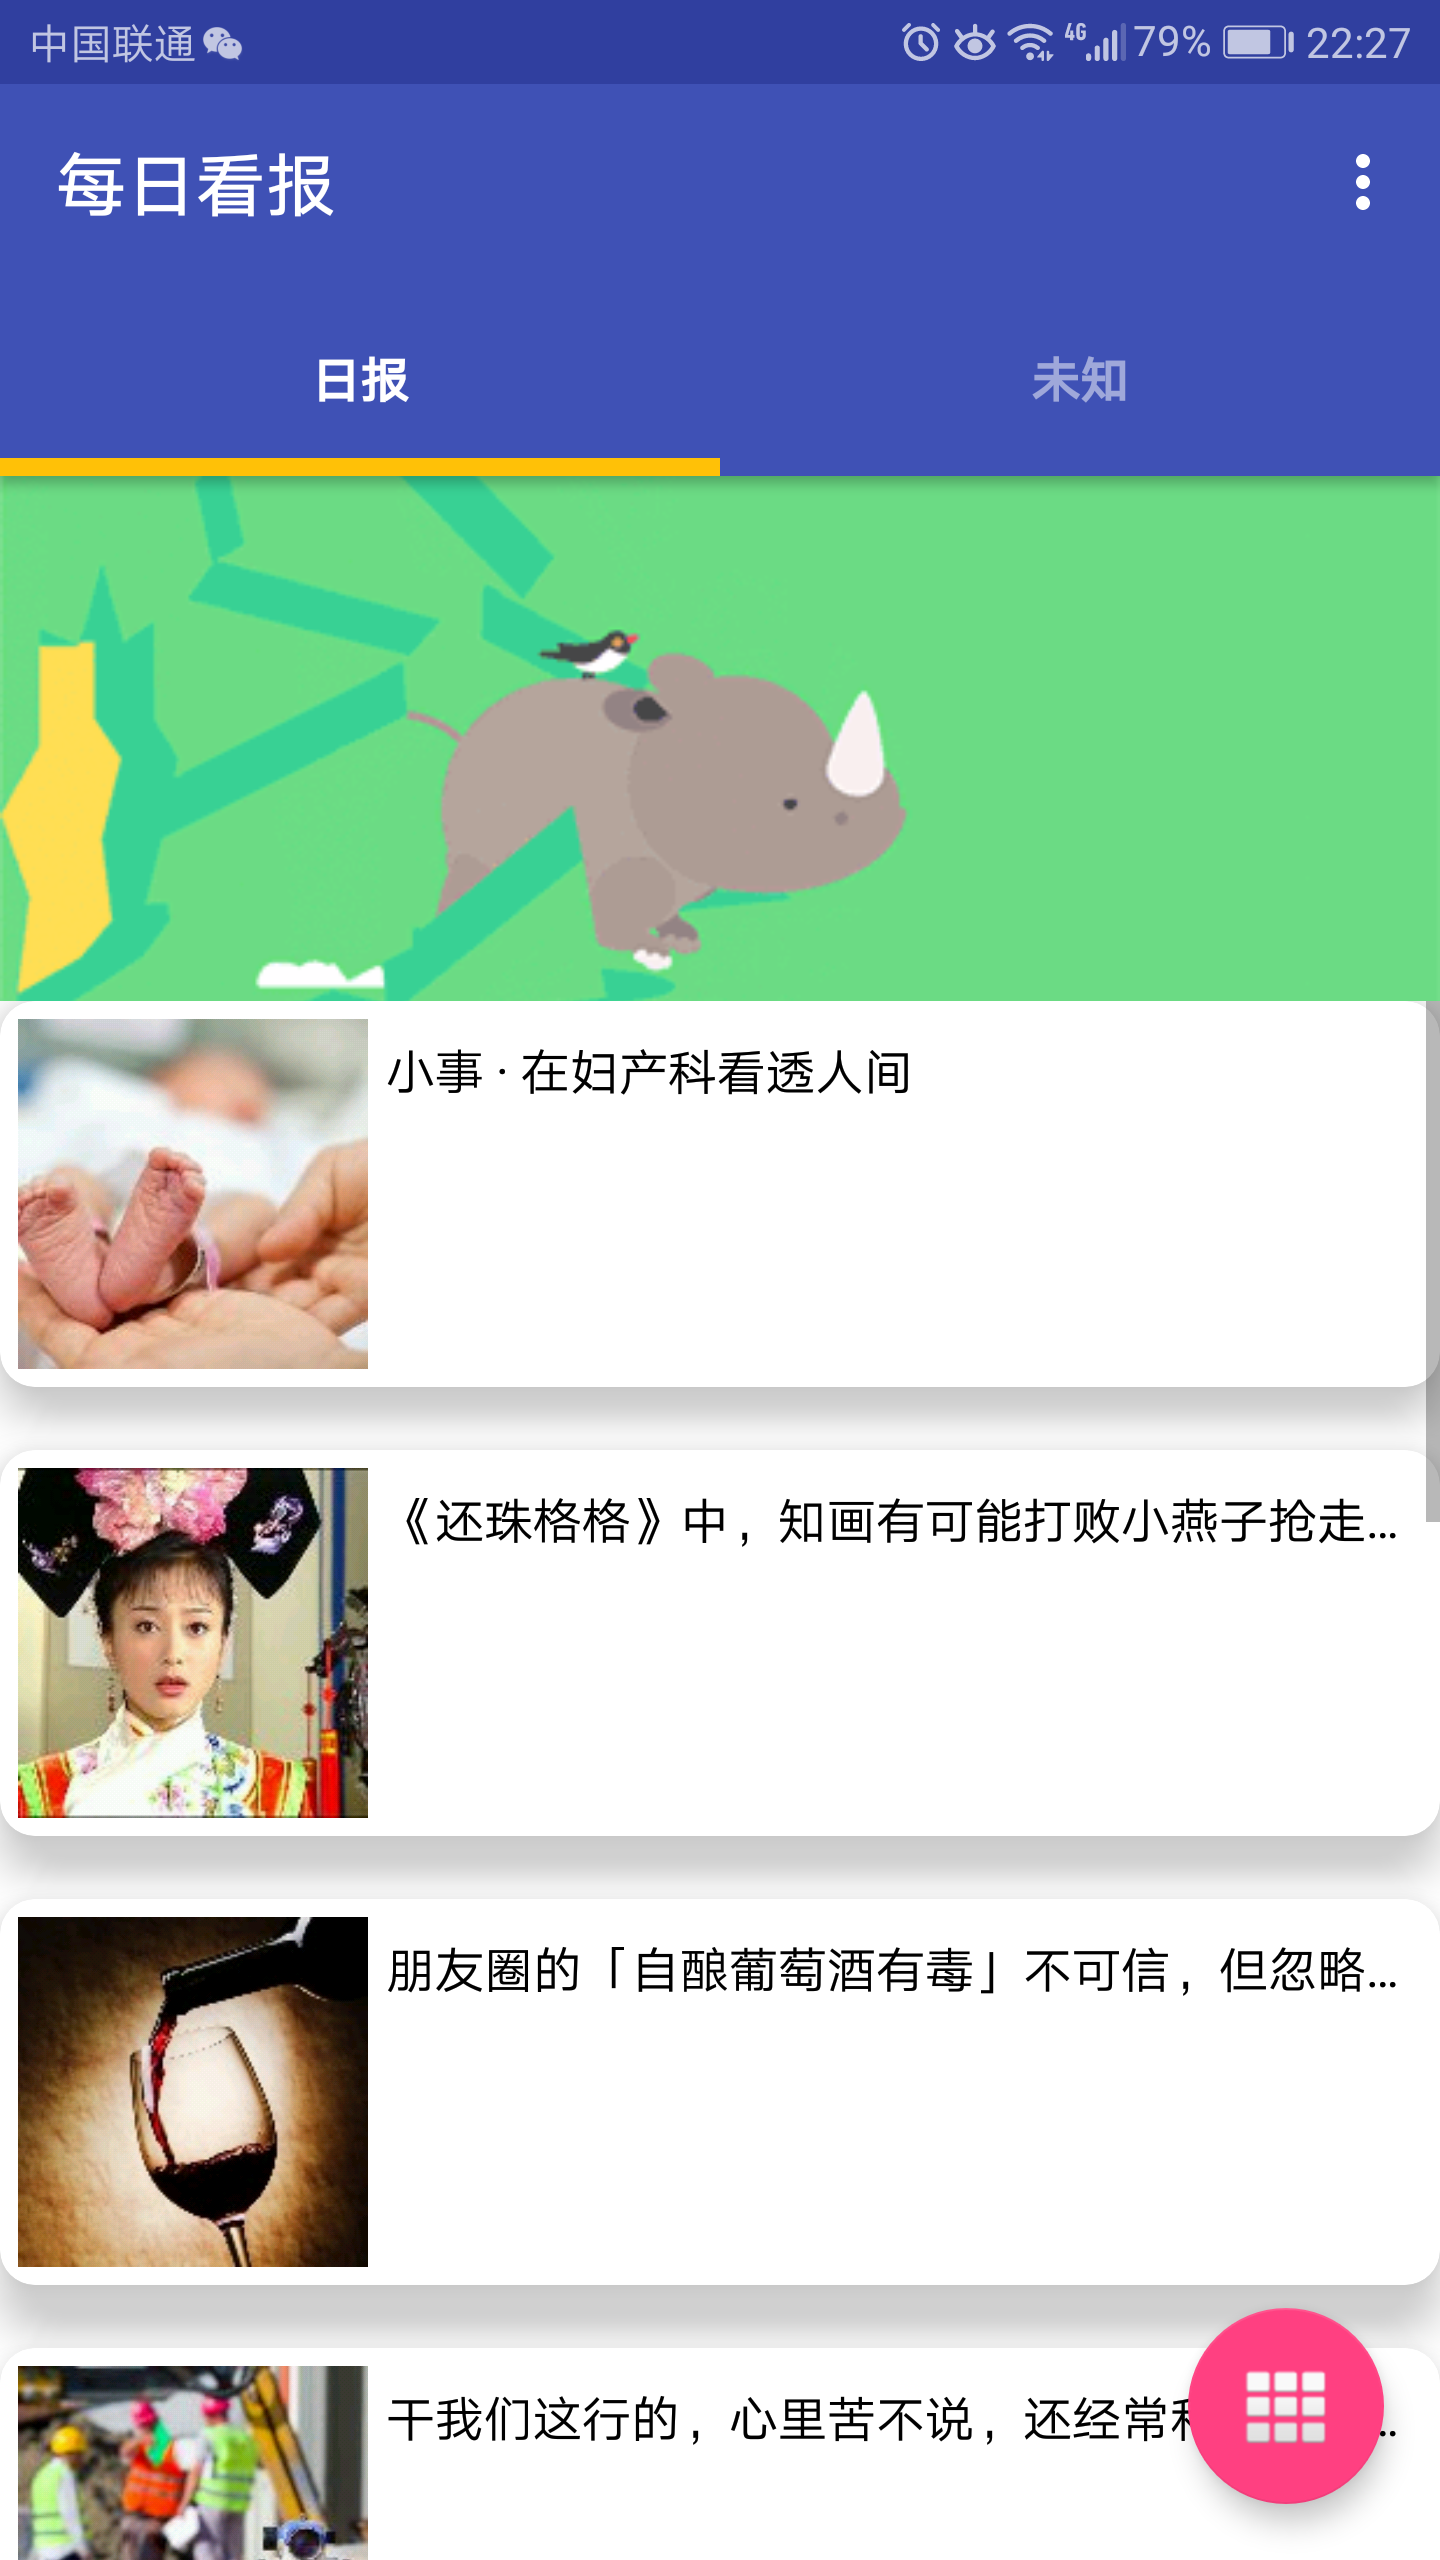 中国联通
4G 79% 22:27
每日看报
日报
未知
小事 · 在妇产科看透人间
《还珠格格》中，知画有可能打败小燕子抢走...
朋友圈的「自酿葡萄酒有毒」不可信，但忽略...
干我们这行的，心里苦不说，还经常